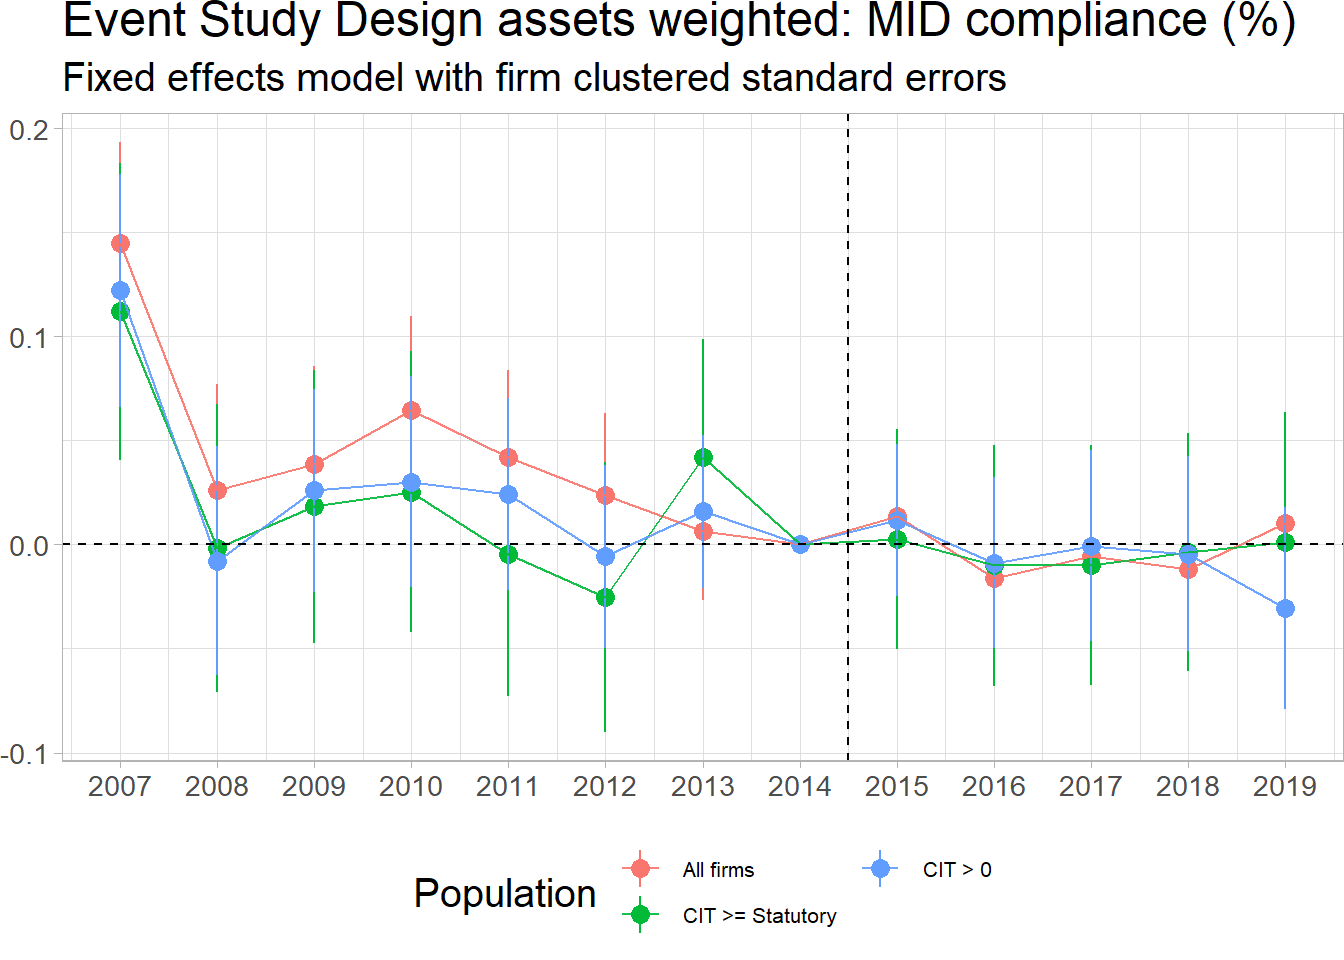 Event Study Design assets weighted: MID compliance (%)
Fixed effects model with firm clustered standard errors
0.2
0.1
0.0
-0.1
2007 2008 2009 2010 2011 2012 2013 2014 2015 2016 2017 2018 2019
Population
All firms
CIT >= Statutory
CIT > 0